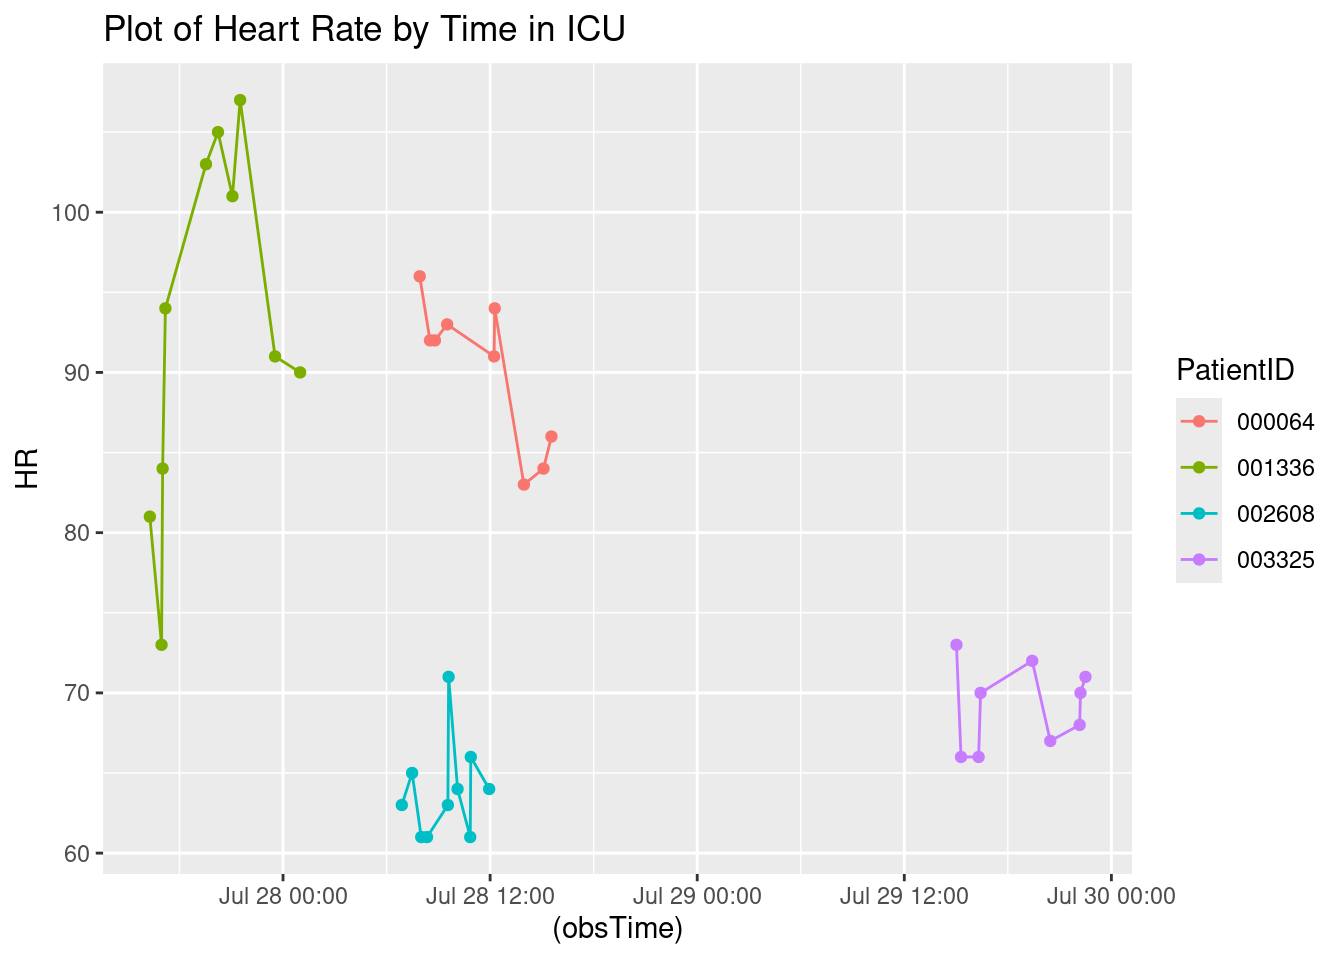 Plot of Heart Rate by Time in ICU
HR
100
90
80
70
60
Jul 28 00:00
Jul 28 12:00
Jul 29 00:00
Jul 29 12:00
Jul 30 00:00
(obsTime)
PatientID
000064
001336
002608
003325